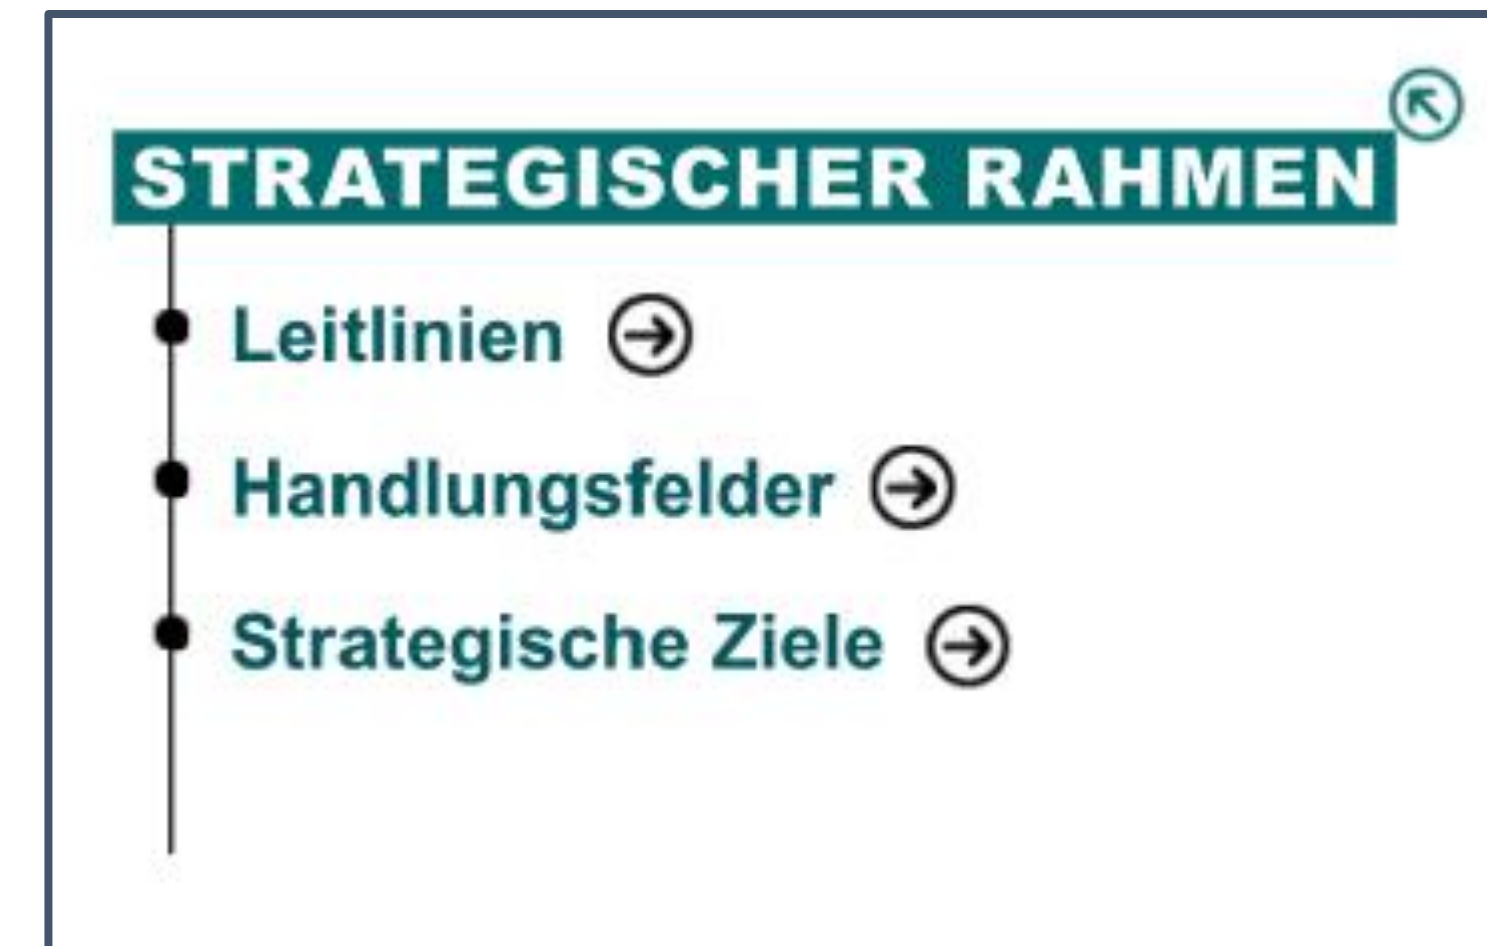 STRATEGISCHER RAHMEN
Leitlinien
Handlungsfelder
Strategische Ziele